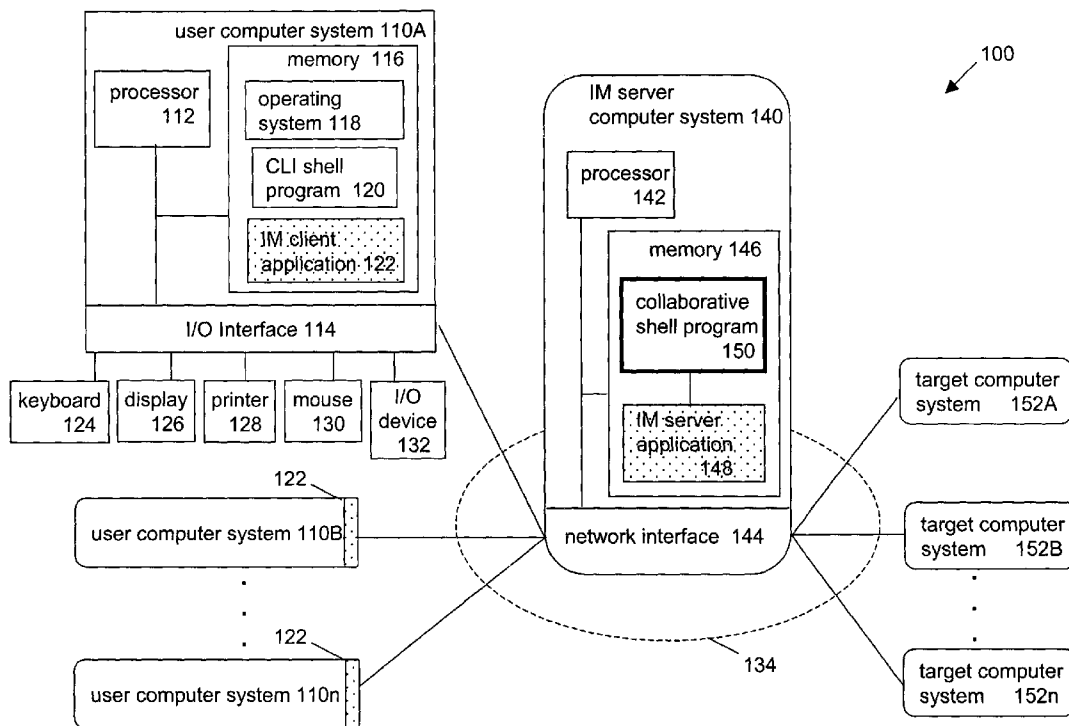 user computer system 110A
memory 116
processor
112
operating
system 118
CLI shell
program 120
IM client
application 122
I/O Interface 114
keyboard
124
display
126
printer
128
mouse
130
I/O
device
132
122
user computer system 110B
122
user computer system 110n
IM server
computer system 140
processor
142
memory 146
collaborative
shell program
150
IM server
application
148
network interface 144
134
100
target computer
system 152A
target computer
system 152B
target computer
system 152n